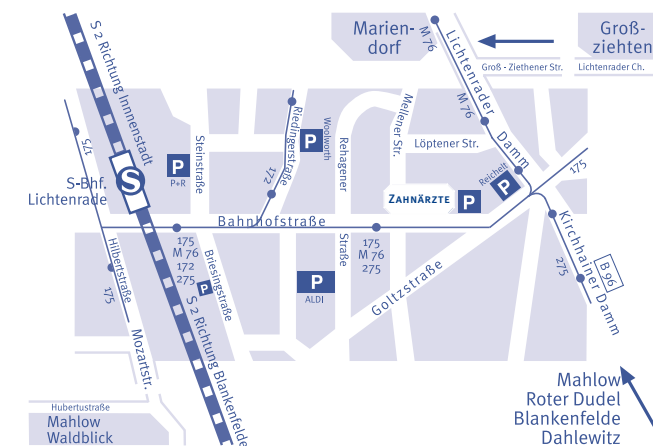 Marien-
dorf
Groß-
ziehten
Groß - Ziethener Str.
Lichtenrader Ch.
M 76
Lichtenrader Damm
M 76
S 2 Richtung Innnenstadt
175
S-Bhf.
Lichtenrade
S
P
P+R
Steinstraße
Riedingerstraße
172
P
Woolworth
Rehagener
Straße
Mellener Str.
Löptener Str.
Zahnärzte
P
Reichelt
P
175
Bahnhofstraße
175
M 76
172
275
175
M 76
275
Hilbertstraße
175
Briesingstraße
P
P
ALDI
Goltzstraße
Kirchhainer Damm
275
B 96
Mozartstr.
S 2 Richtung Blankenfelde
Hubertustraße
Mahlow
Waldblick
Mahlow
Roter Dudel
Blankenfelde
Dahlewitz